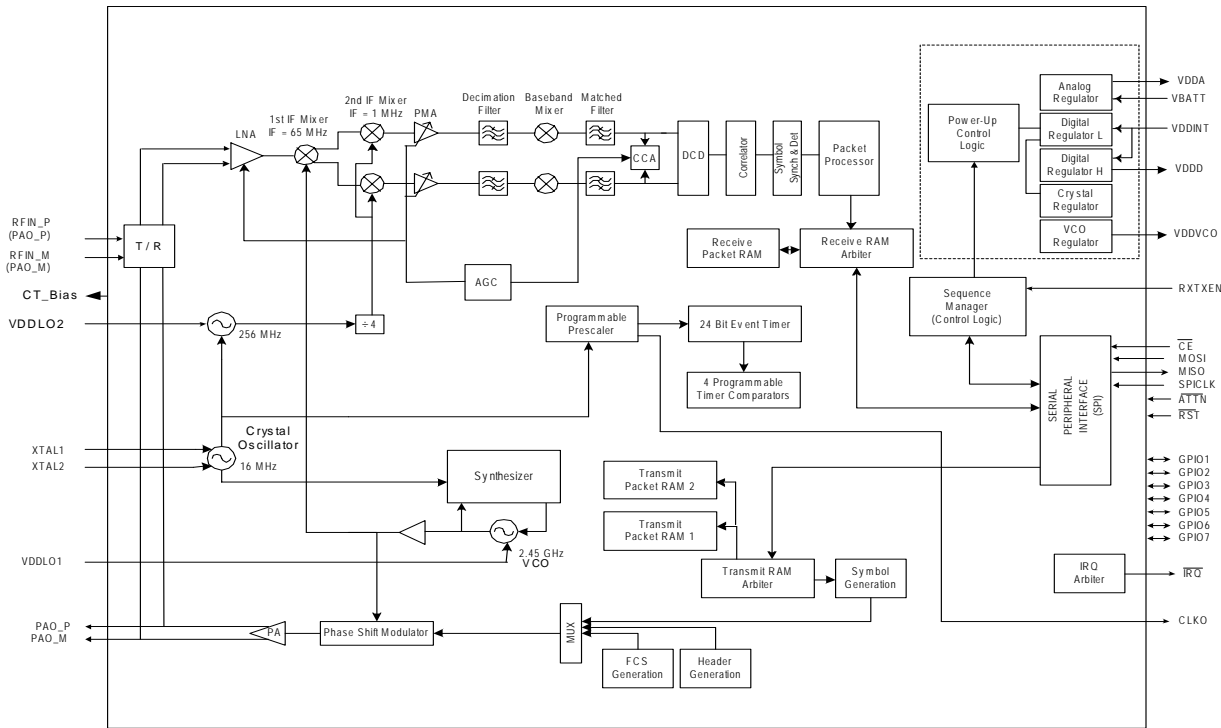 2nd IF Mixer
IF = 1 MHz
PMA
Decimation
Filter
Baseband
Mixer
Matched
Filter
1st IF Mixer
IF = 65 MHz
LNA
CCA
DCD
Correlator
Symbol
Synch & Det
Packet
Processor
Power-Up
Control
Logic
Analog
Regulator
Digital
Regulator L
Digital
Regulator H
Crystal
Regulator
VCO
Regulator
VDDA
VBATT
VDDINT
VDDD
VDDVCO
RFIN_P
(PAO_P)
RFIN_M
(PAO_M)
T / R
CT_Bias
VDDLO2
256 MHz
÷4
AGC
Receive
Packet RAM
Receive RAM
Arbiter
Sequence
Manager
(Control Logic)
RXTXEN
Programmable
Prescaler
24 Bit Event Timer
4 Programmable
Timer Comparators
SERIAL
PERIPHERAL
INTERFACE
(SPI)
CE
MOSI
MISO
SPICLK
ATTN
RST
XTAL1
XTAL2
Crystal
Oscillator
16 MHz
Synthesizer
2.45 GHz
VCO
VDDLO1
Transmit
Packet RAM 2
Transmit
Packet RAM 1
Transmit RAM
Arbiter
Symbol
Generation
GPIO1
GPIO2
GPIO3
GPIO4
GPIO5
GPIO6
GPIO7
IRQ
Arbiter
IRQ
CLKO
PAO_P
PAO_M
PA
Phase Shift Modulator
MUX
FCS
Generation
Header
Generation